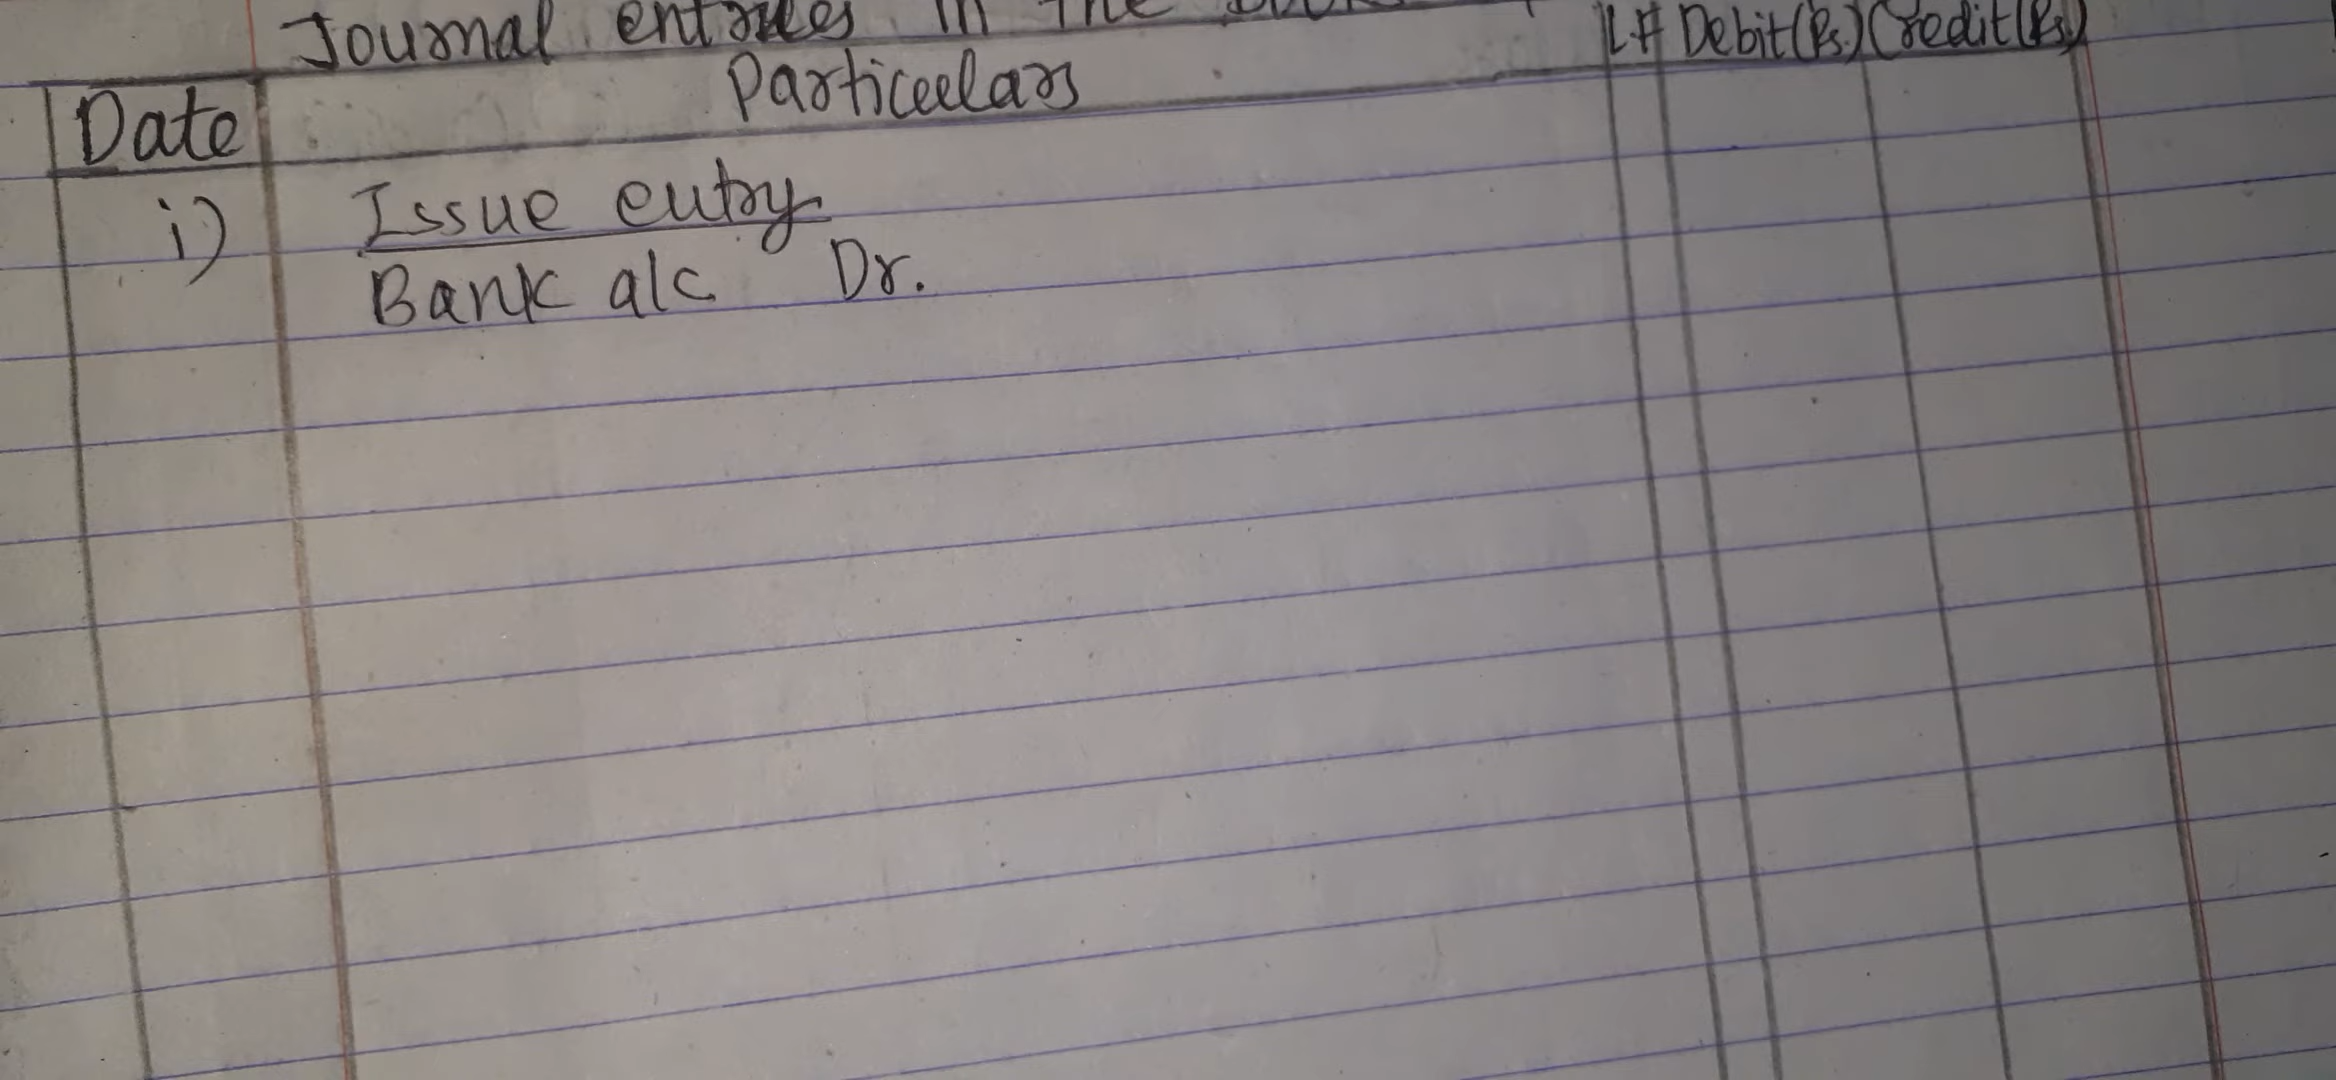 Journal entries in the
Date Particulars L.F Debit(Rs.) Credit(Rs.)
i) Issue entry
Bank a/c Dr.